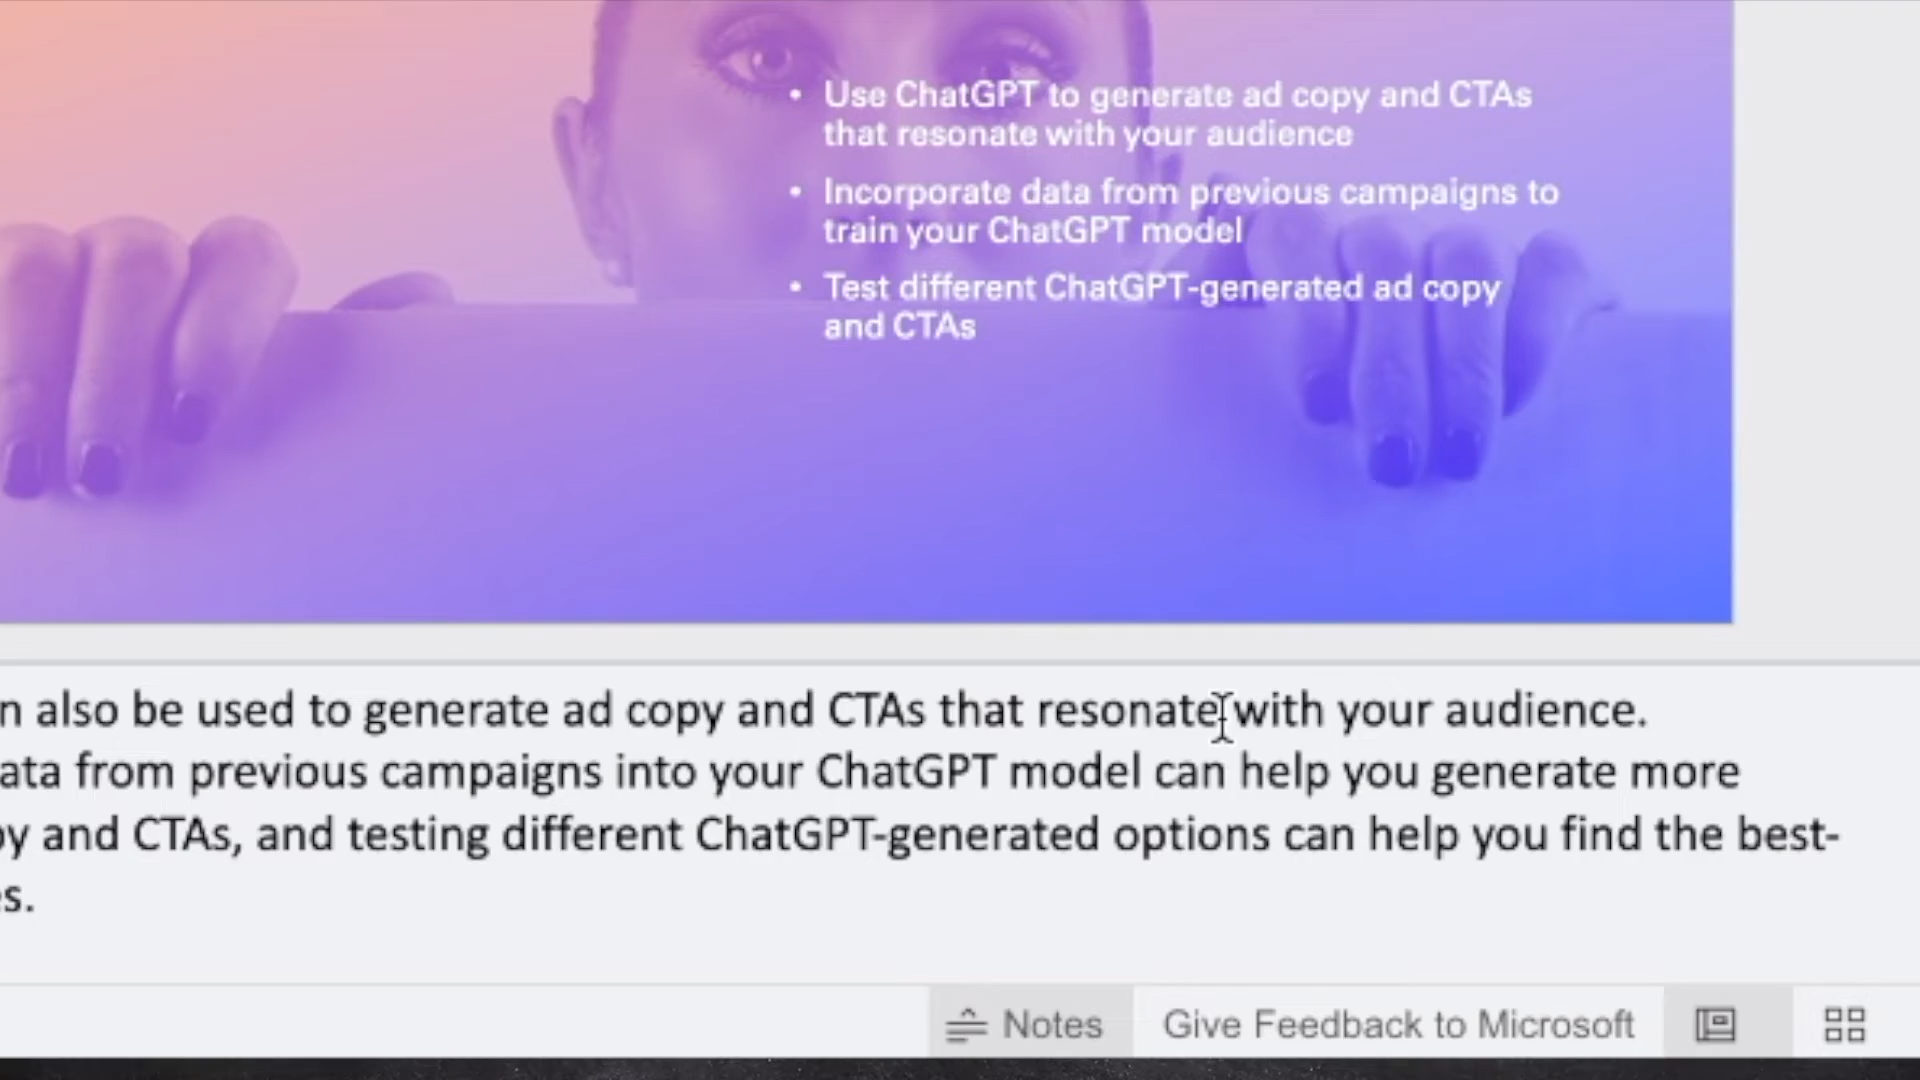 • Use ChatGPT to generate ad copy and CTAs
that resonate with your audience
• Incorporate data from previous campaigns to
train your ChatGPT model
• Test different ChatGPT-generated ad copy
and CTAs
also be used to generate ad copy and CTAs that resonate with your audience.
from previous campaigns into your ChatGPT model can help you generate more
and CTAs, and testing different ChatGPT-generated options can help you find the best-
Notes
Give Feedback to Microsoft